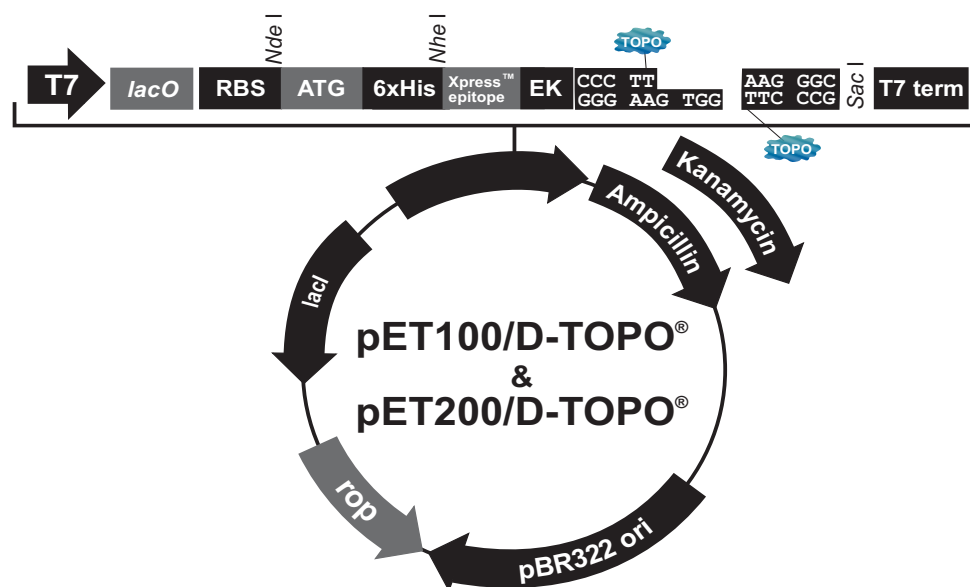 Nde I
Nhe I
TOPO
T7
lacO
RBS
ATG
6xHis
Xpress™
epitope
EK
CCC TT
GGG AAG TGG
AAG GGC
TTC CCG
Sac I
T7 term
TOPO
Ampicillin
Kanamycin
lacI
pET100/D-TOPO®
&
pET200/D-TOPO®
rop
pBR322 ori